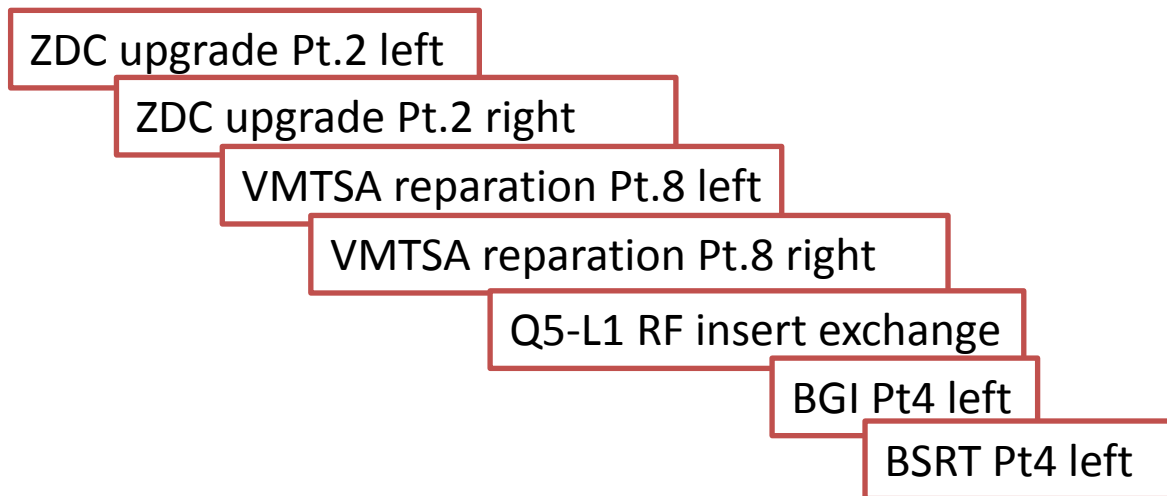 ZDC upgrade Pt.2 left
ZDC upgrade Pt.2 right
VMTSA reparation Pt.8 left
VMTSA reparation Pt.8 right
Q5-L1 RF insert exchange
BGI Pt4 left
BSRT Pt4 left